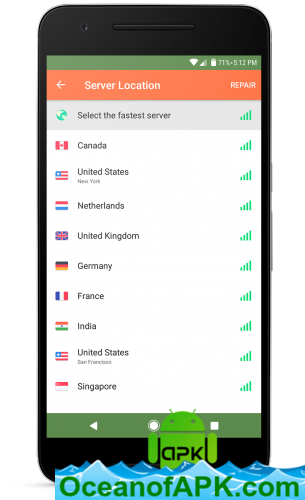 71% 5:12 PM
Server Location
REPAIR
Select the fastest server
Canada
United States
New York
Netherlands
United Kingdom
Germany
France
India
United States
San Francisco
Singapore
apk
OceanofAPK.com